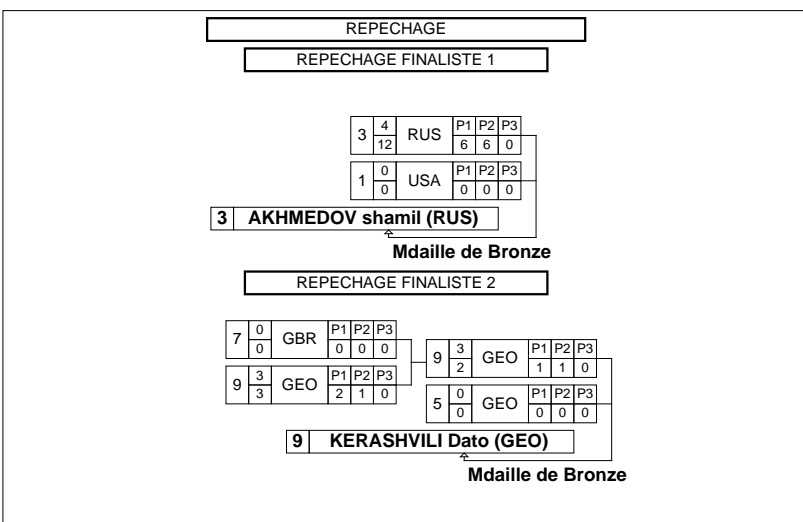 REPECHAGE
REPECHAGE FINALISTE 1
3 4 RUS P1 P2 P3
12 6 6 0
1 0 USA P1 P2 P3
0 0 0 0
3 AKHMEDOV shamil (RUS)
Mdaille de Bronze
REPECHAGE FINALISTE 2
7 0 GBR P1 P2 P3
0 0 0 0
9 3 GEO P1 P2 P3
2 1 1 0
9 3 GEO P1 P2 P3
3 2 1 0
5 0 GEO P1 P2 P3
0 0 0 0
9 KERASHVILI Dato (GEO)
Mdaille de Bronze